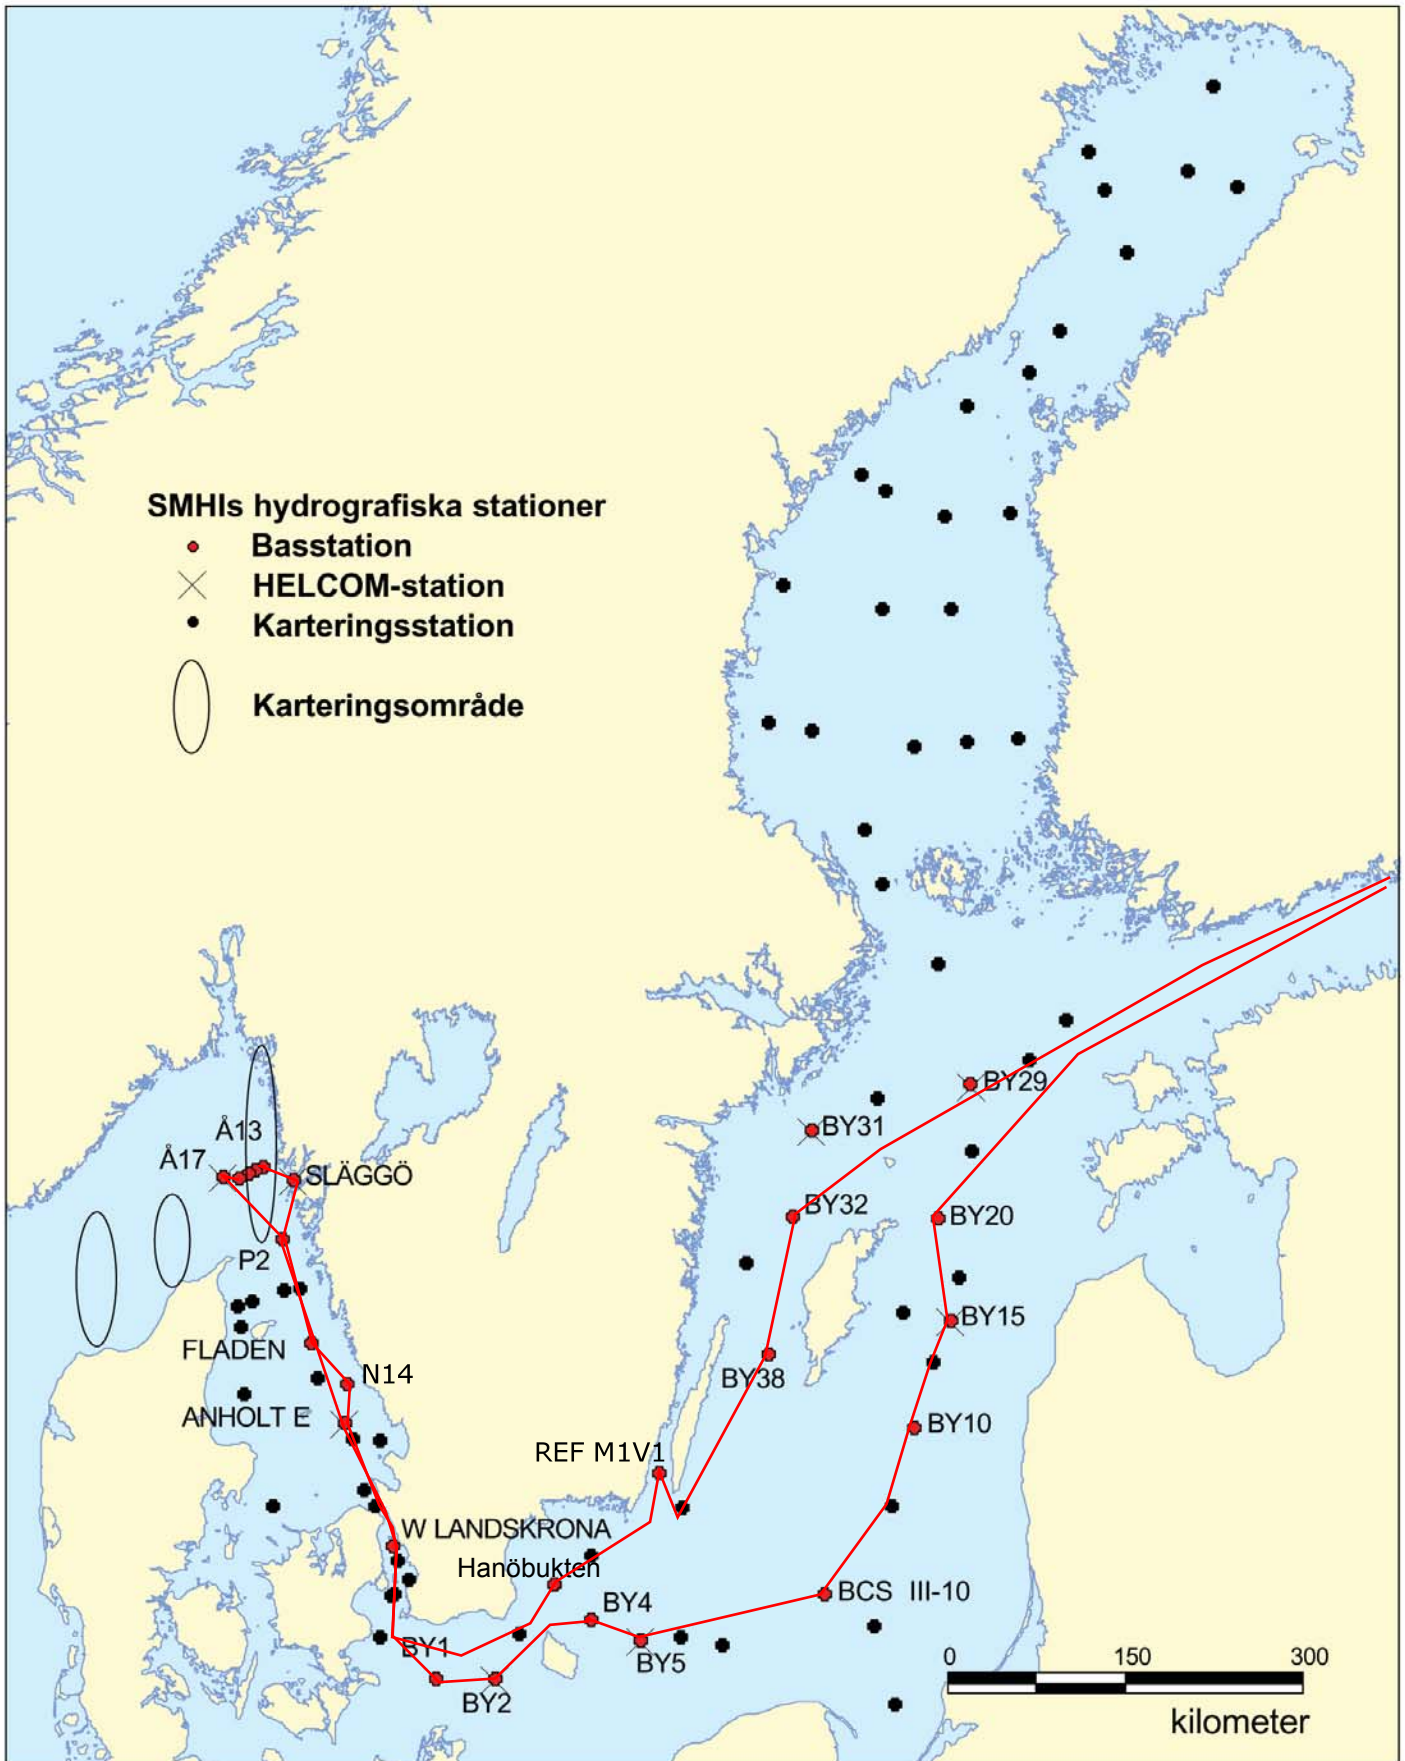 SMHIs hydrografiska stationer
Basstation
HELCOM-station
Karteringsstation
Karteringsområde
BY29
Å13
BY31
Å17
SLÄGGÖ
BY32
BY20
P2
BY15
FLADEN
N14
BY38
ANHOLT E
BY10
REF M1V1
W LANDSKRONA
Hanöbukten
BCS III-10
BY4
BY1
BY5
0 150 300
BY2
kilometer